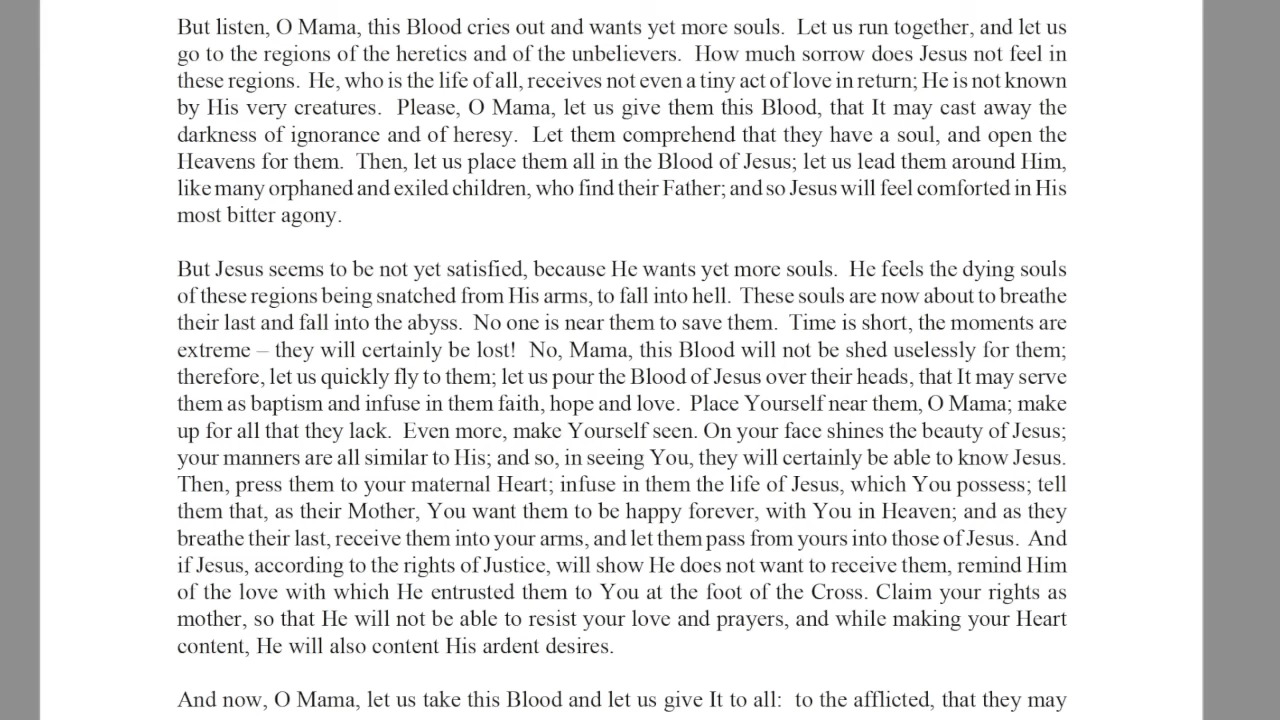 But listen, O Mama, this Blood cries out and wants yet more souls.  Let us run together, and let us
go to the regions of the heretics and of the unbelievers.  How much sorrow does Jesus not feel in
these regions.  He, who is the life of all, receives not even a tiny act of love in return; He is not known
by His very creatures.  Please, O Mama, let us give them this Blood, that It may cast away the
darkness of ignorance and of heresy.  Let them comprehend that they have a soul, and open the
Heavens for them.  Then, let us place them all in the Blood of Jesus; let us lead them around Him,
like many orphaned and exiled children, who find their Father; and so Jesus will feel comforted in His
most bitter agony.

But Jesus seems to be not yet satisfied, because He wants yet more souls.  He feels the dying souls
of these regions being snatched from His arms, to fall into hell.  These souls are now about to breathe
their last and fall into the abyss.  No one is near them to save them.  Time is short, the moments are
extreme – they will certainly be lost!  No, Mama, this Blood will not be shed uselessly for them;
therefore, let us quickly fly to them; let us pour the Blood of Jesus over their heads, that It may serve
them as baptism and infuse in them faith, hope and love.  Place Yourself near them, O Mama; make
up for all that they lack.  Even more, make Yourself seen. On your face shines the beauty of Jesus;
your manners are all similar to His; and so, in seeing You, they will certainly be able to know Jesus.
Then, press them to your maternal Heart; infuse in them the life of Jesus, which You possess; tell
them that, as their Mother, You want them to be happy forever, with You in Heaven; and as they
breathe their last, receive them into your arms, and let them pass from yours into those of Jesus.  And
if Jesus, according to the rights of Justice, will show He does not want to receive them, remind Him
of the love with which He entrusted them to You at the foot of the Cross. Claim your rights as
mother, so that He will not be able to resist your love and prayers, and while making your Heart
content, He will also content His ardent desires.

And now, O Mama, let us take this Blood and let us give It to all:  to the afflicted, that they may